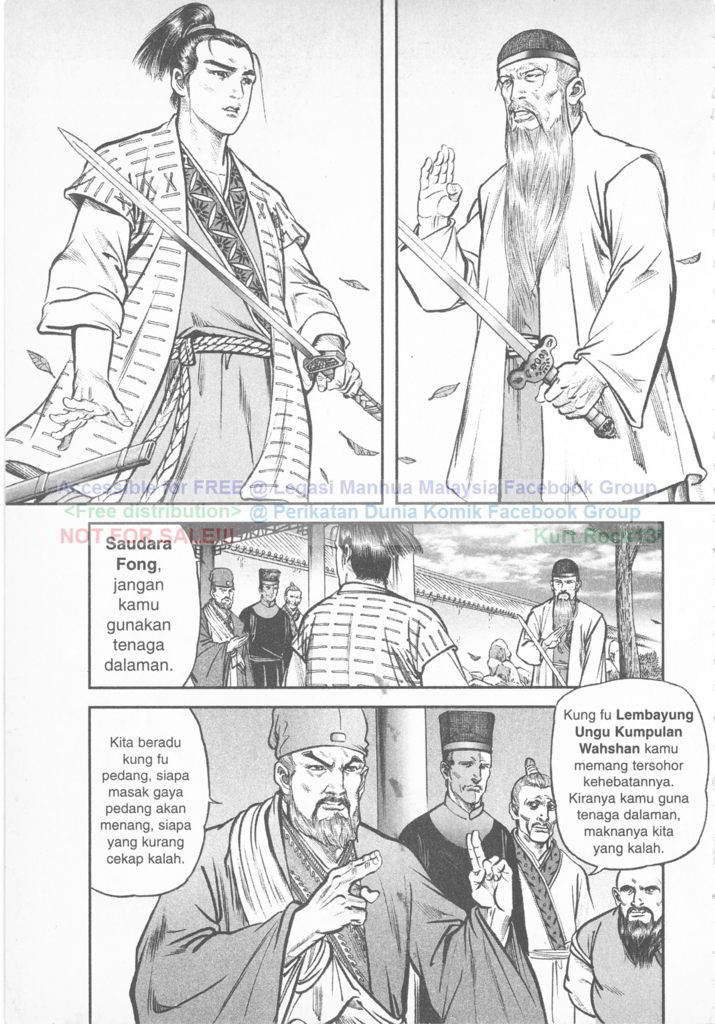 Accessible for FREE @ Legasi Manhua Malaysia Facebook Group
<Free distribution> @ Perikatan Dunia Komik Facebook Group
NOT FOR SALE!!! Kurt Rock13
Saudara
Fong,
jangan
kamu
gunakan
tenaga
dalaman.
Kita beradu
kung fu
pedang, siapa
masak gaya
pedang akan
menang, siapa
yang kurang
cekap kalah.
Kung fu Lembayung
Ungu Kumpulan
Wahshan kamu
memang tersohor
kehebatannya.
Kiranya kamu guna
tenaga dalaman,
maknanya kita
yang kalah.